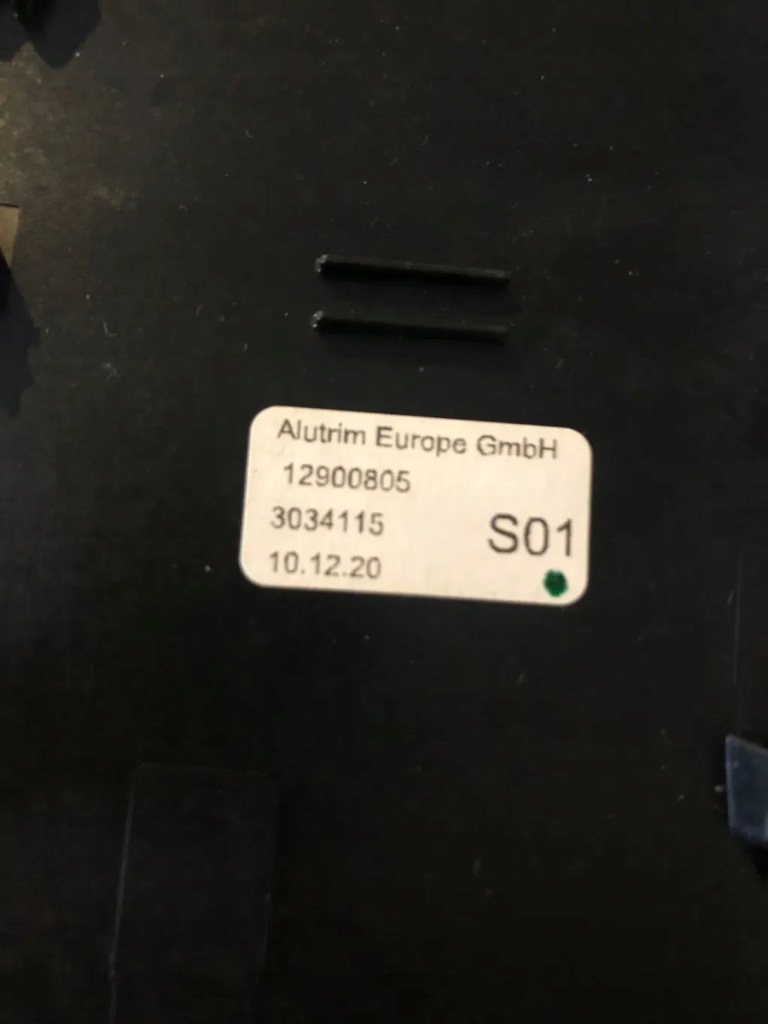 Alutrim Europe GmbH
12900805
3034115
S01
10.12.20